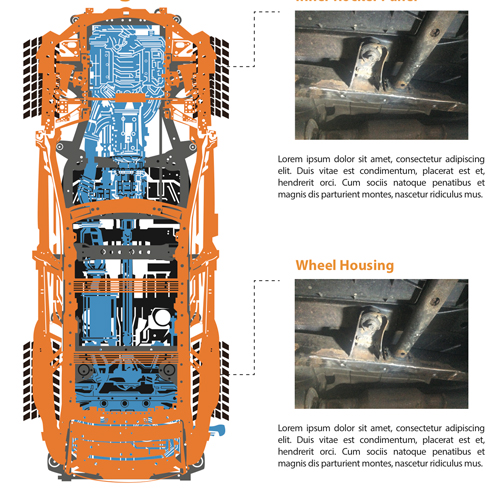 Inner Rocker Panel
Lorem ipsum dolor sit amet, consectetur adipiscing
elit. Duis vitae est condimentum, placerat est et,
hendrerit orci. Cum sociis natoque penatibus et
magnis dis parturient montes, nascetur ridiculus mus.
Wheel Housing
Lorem ipsum dolor sit amet, consectetur adipiscing
elit. Duis vitae est condimentum, placerat est et,
hendrerit orci. Cum sociis natoque penatibus et
magnis dis parturient montes, nascetur ridiculus mus.